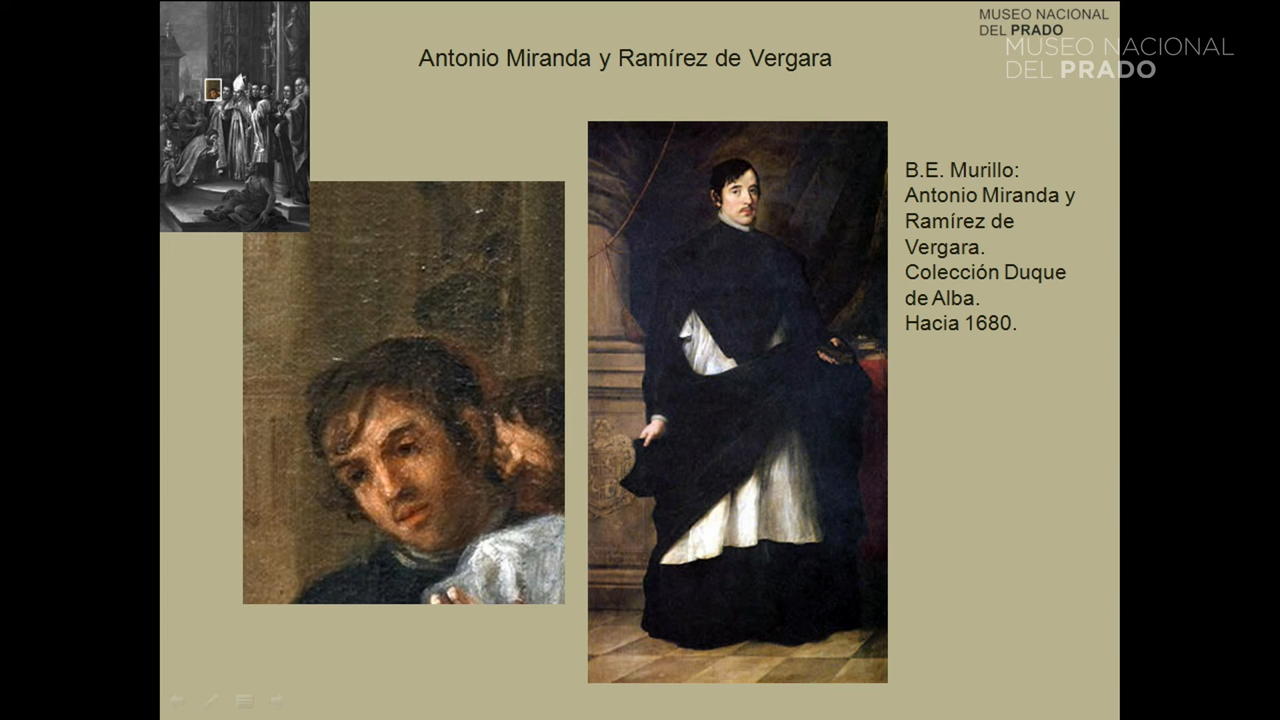 MUSEO NACIONAL
DEL PRADO
MUSEO NACIONAL
DEL PRADO
Antonio Miranda y Ramírez de Vergara
B.E. Murillo:
Antonio Miranda y
Ramírez de
Vergara.
Colección Duque
de Alba.
Hacia 1680.